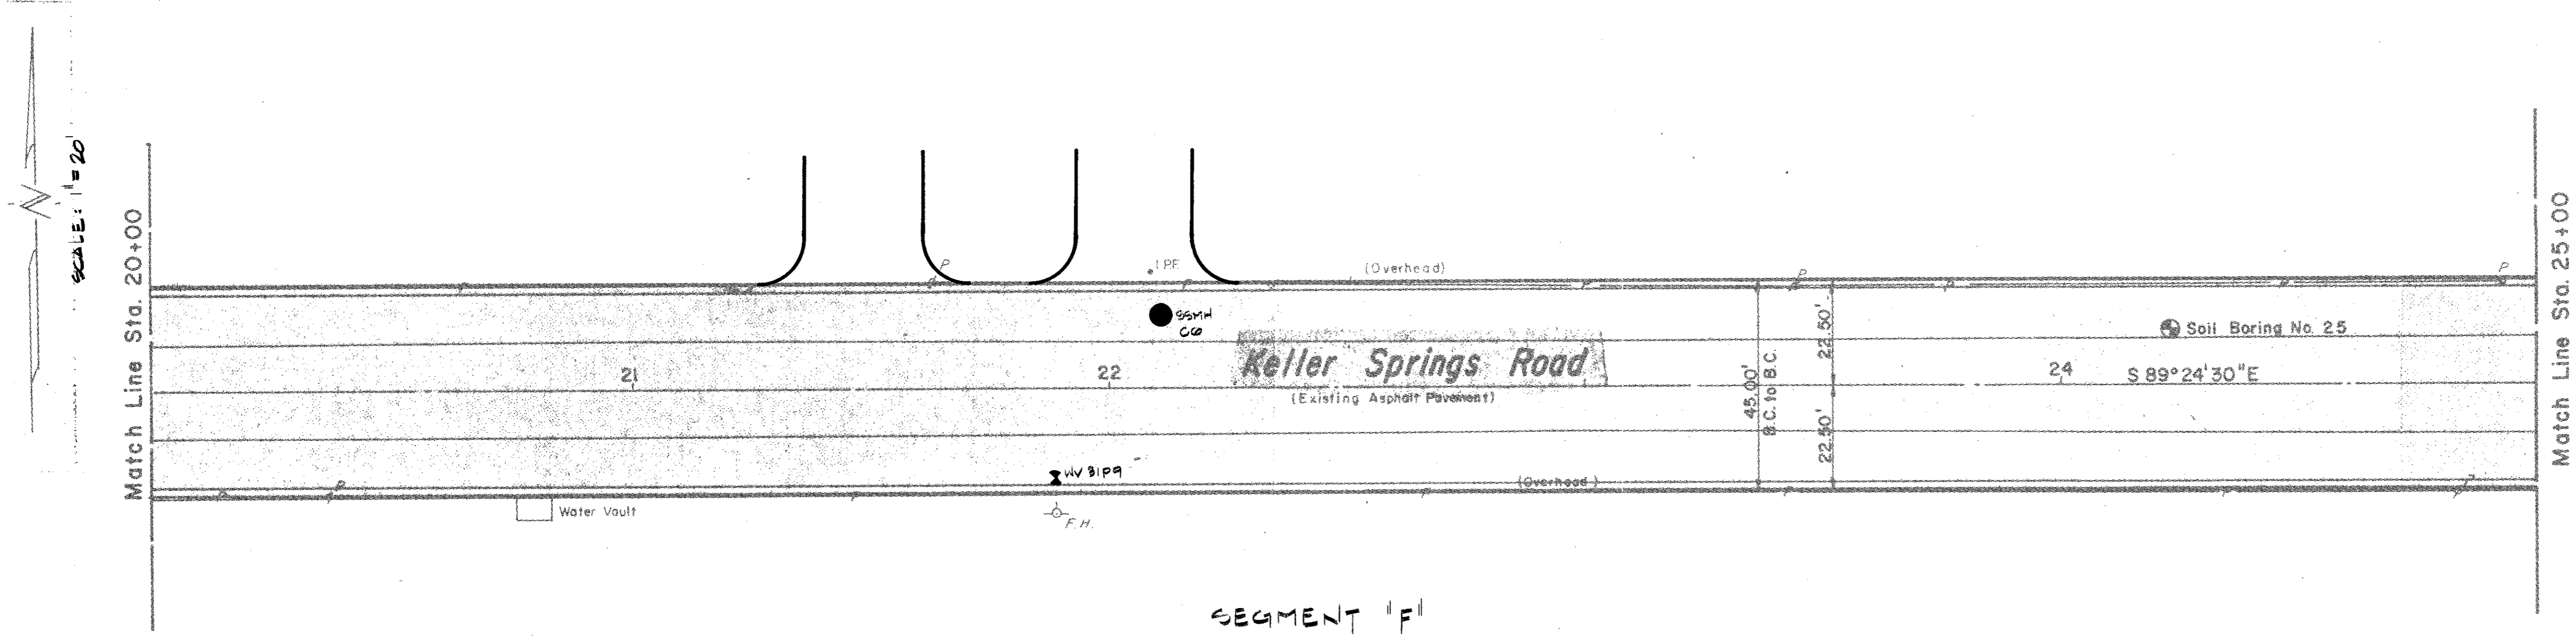 SCALE: 1"=20'
N
Match Line Sta. 20+00
P
I.P.F.
(Overhead)
P
P
Match Line Sta. 25+00
SSMH
CO
Soil Boring No. 25
21
22
Keller Springs Road
(Existing Asphalt Pavement)
45.00'
B.C. to B.C.
22.50'
22.50'
24
S 89°24'30"E
WV 31P9
P
(Overhead)
Water Vault
F.H.
SEGMENT "F"